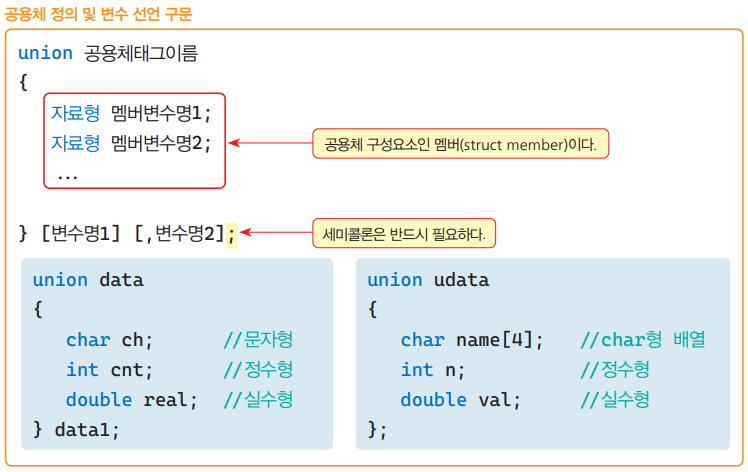 공용체 정의 및 변수 선언 구문
union 공용체태그이름
{
자료형 멤버변수명1;
자료형 멤버변수명2;
...
공용체 구성요소인 멤버(struct member)이다.
} [변수명1] [,변수명2];
세미콜론은 반드시 필요하다.
union data
{
char ch; //문자형
int cnt; //정수형
double real; //실수형
} data1;
union udata
{
char name[4]; //char형 배열
int n; //정수형
double val; //실수형
};